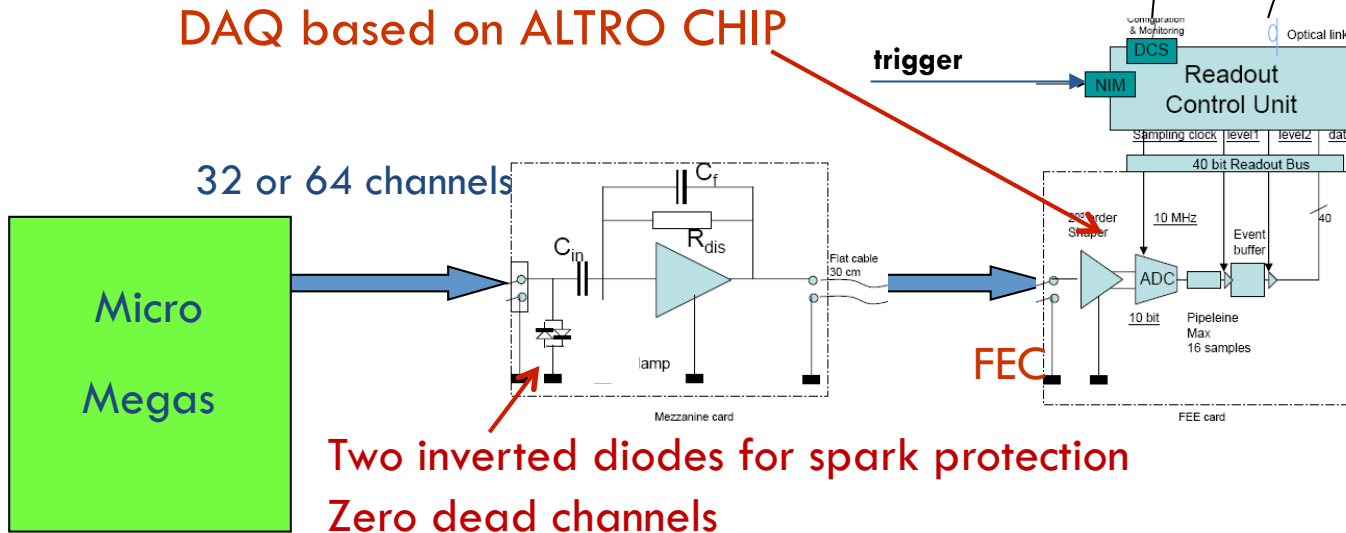 DAQ based on ALTRO CHIP
Configuration
& Monitoring
DCS
Optical link
trigger
NIM
Readout
Control Unit
Sampling clock level1 level2 dat
40 bit Readout Bus
32 or 64 channels
Cf
Rdis
Cin
Flat cable
30 cm
2nd order
Shaper
10 MHz
Event
buffer
40
ADC
10 bit
Pipeleine
Max
16 samples
Micro
Megas
lamp
FEC
Mezzanine card
FEE card
Two inverted diodes for spark protection
Zero dead channels